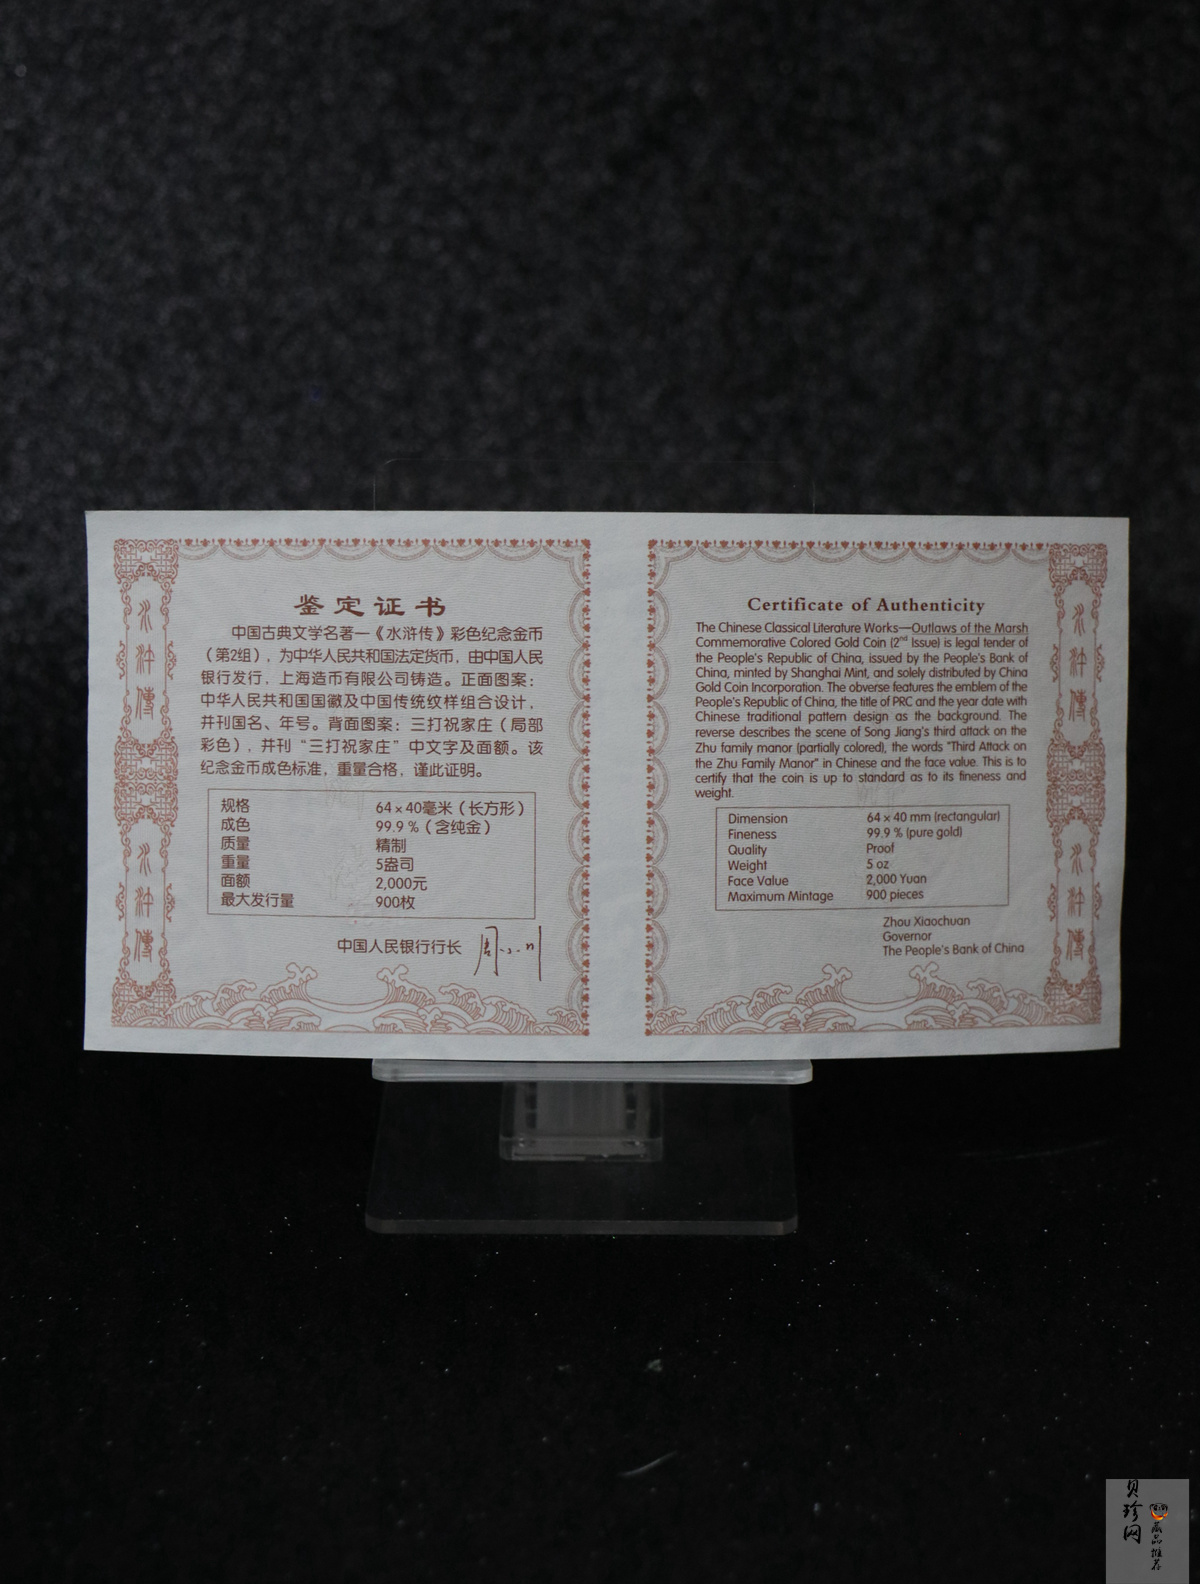 水滸傳
水滸傳
鉴定证书
中国古典文学名著—《水浒传》彩色纪念金币
（第2组），为中华人民共和国法定货币，由中国人民
银行发行，上海造币有限公司铸造。正面图案：
中华人民共和国国徽及中国传统纹样组合设计，
并刊国名、年号。背面图案：三打祝家庄（局部
彩色），并刊“三打祝家庄”中文字及面额。该
纪念金币成色标准，重量合格，谨此证明。
规格 64×40毫米（长方形）
成色 99.9％（含纯金）
质量 精制
重量 5盎司
面额 2,000元
最大发行量 900枚
中国人民银行行长
Certificate of Authenticity
The Chinese Classical Literature Works—Outlaws of the Marsh
Commemorative Colored Gold Coin (2nd Issue) is legal tender of
the People's Republic of China, issued by the People's Bank of
China, minted by Shanghai Mint, and solely distributed by China
Gold Coin Incorporation. The obverse features the emblem of the
People's Republic of China, the title of PRC and the year date with
Chinese traditional pattern design as the background. The
reverse describes the scene of Song Jiang's third attack on the
Zhu family manor (partially colored), the words "Third Attack on
the Zhu Family Manor" in Chinese and the face value. This is to
certify that the coin is up to standard as to its fineness and
weight.
Dimension 64×40 mm (rectangular)
Fineness 99.9 % (pure gold)
Quality Proof
Weight 5 oz
Face Value 2,000 Yuan
Maximum Mintage 900 pieces
Zhou Xiaochuan
Governor
The People's Bank of China
水滸傳
水滸傳
贝珍网
藏品推荐